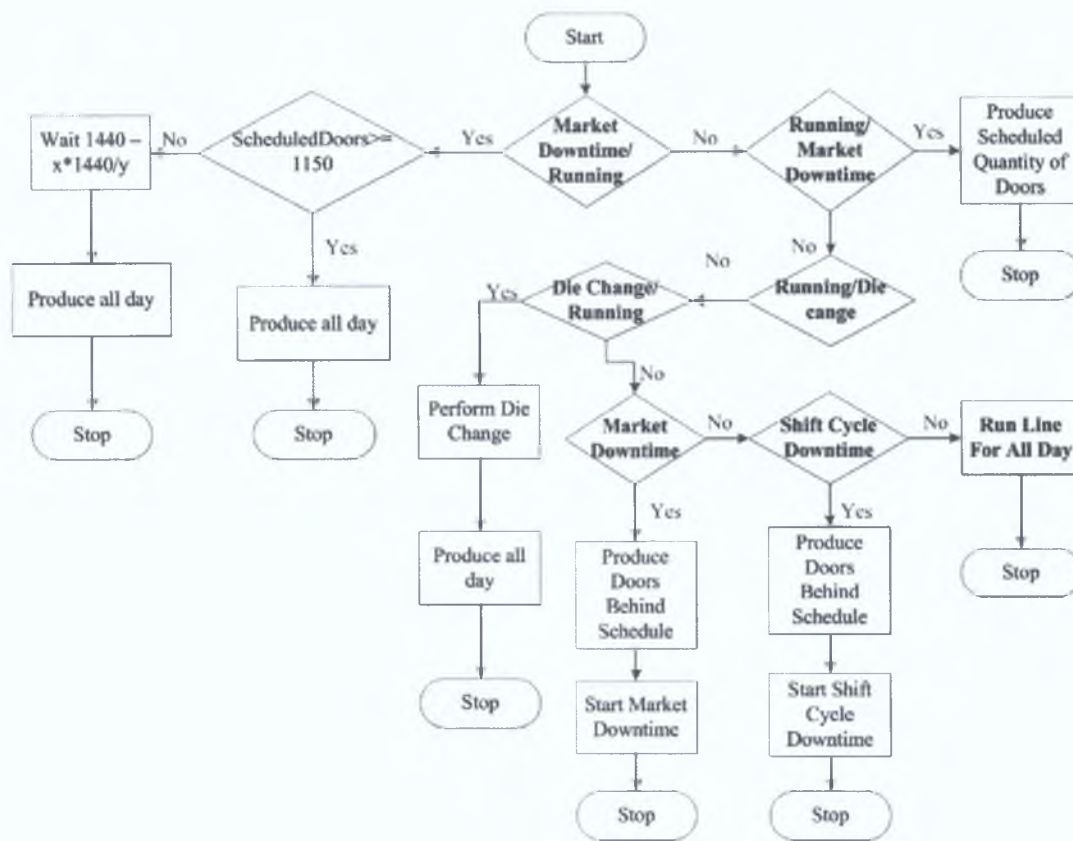 Start
Wait 1440 –
x*1440/y
No
ScheduledDoors>=
1150
Yes
Market
Downtime/
Running
No
Running/
Market
Downtime
Yes
Produce
Scheduled
Quantity of
Doors
Yes
No
Stop
Produce all day
Produce all day
No
Yes
Die Change/
Running
Running/Die
cange
Stop
Stop
Perform Die
Change
No
Market
Downtime
No
Shift Cycle
Downtime
No
Run Line
For All Day
Yes
Yes
Produce all
day
Produce
Doors
Behind
Schedule
Produce
Doors
Behind
Schedule
Stop
Stop
Start Market
Downtime
Start Shift
Cycle
Downtime
Stop
Stop